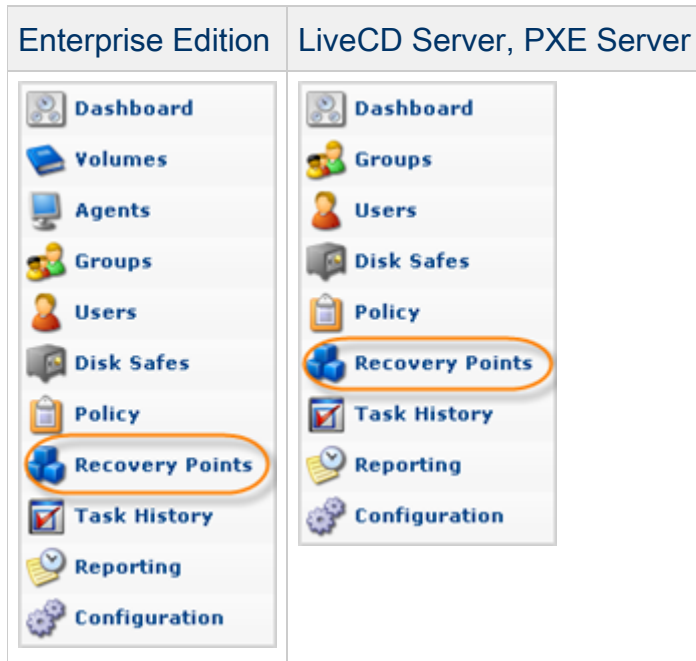 Enterprise Edition
LiveCD Server, PXE Server
Dashboard
Volumes
Agents
Groups
Users
Disk Safes
Policy
Recovery Points
Task History
Reporting
Configuration
Dashboard
Groups
Users
Disk Safes
Policy
Recovery Points
Task History
Reporting
Configuration